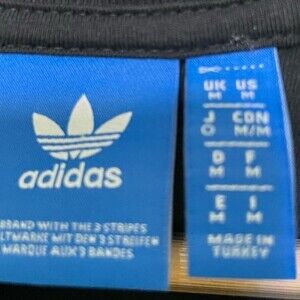 adidas
BRAND WITH THE 3 STRIPES
LTMARKE MIT DEN 3 STREIFEN
MARQUE AUX 3 BANDES
UK US
M M
J CDN
O M/M
D F
M M
E I
M M
MADE IN
TURKEY